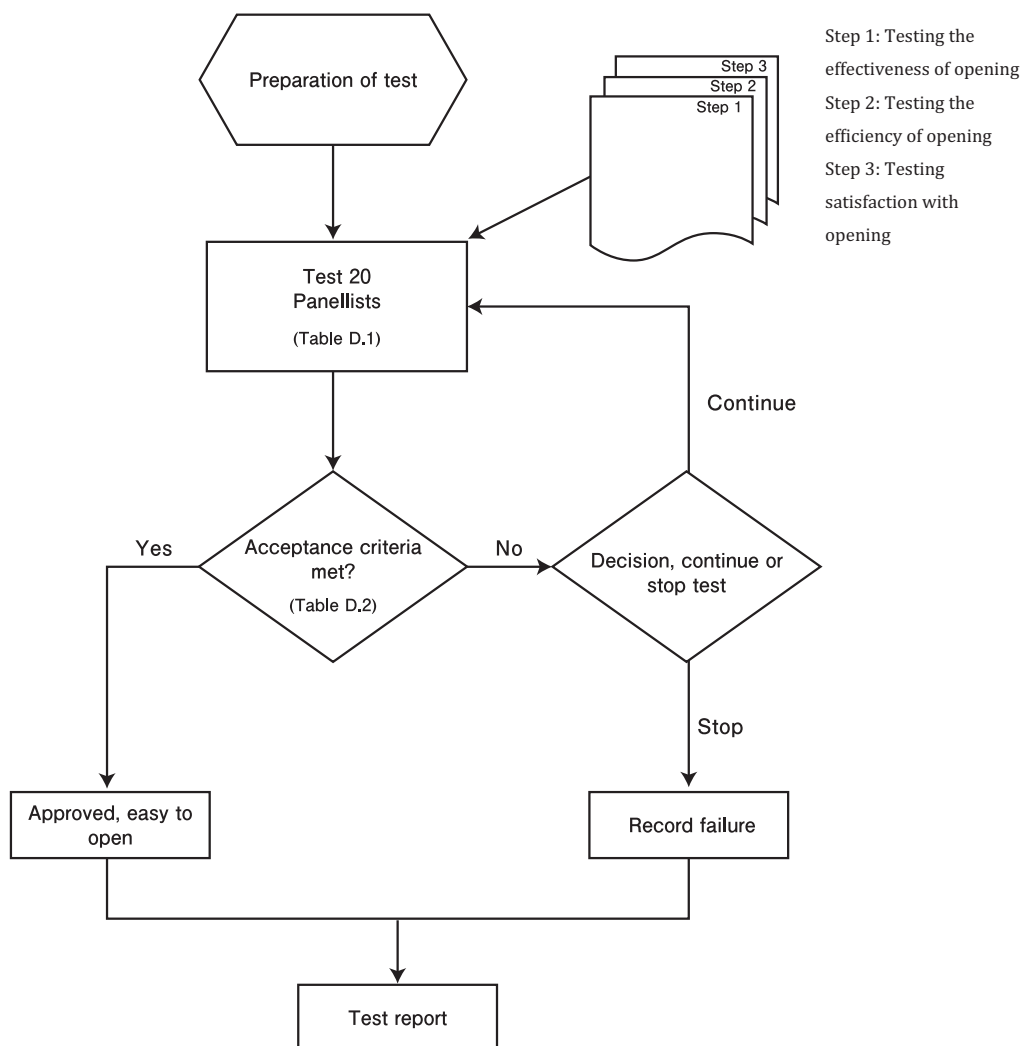 Preparation of test
Step 3
Step 2
Step 1
Step 1: Testing the
effectiveness of opening
Step 2: Testing the
efficiency of opening
Step 3: Testing
satisfaction with
opening
Test 20
Panellists
(Table D.1)
Continue
Yes
Acceptance criteria
met?
(Table D.2)
No
Decision, continue or
stop test
Stop
Approved, easy to
open
Record failure
Test report